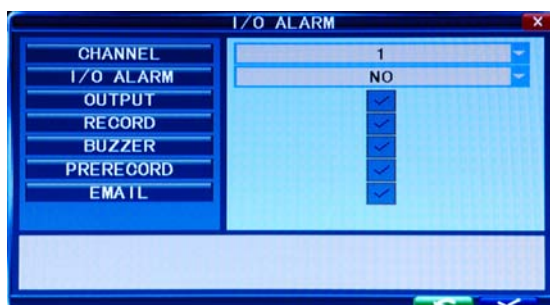 I/O ALARM
CHANNEL 1
I/O ALARM NO
OUTPUT
RECORD
BUZZER
PRERECORD
EMAIL